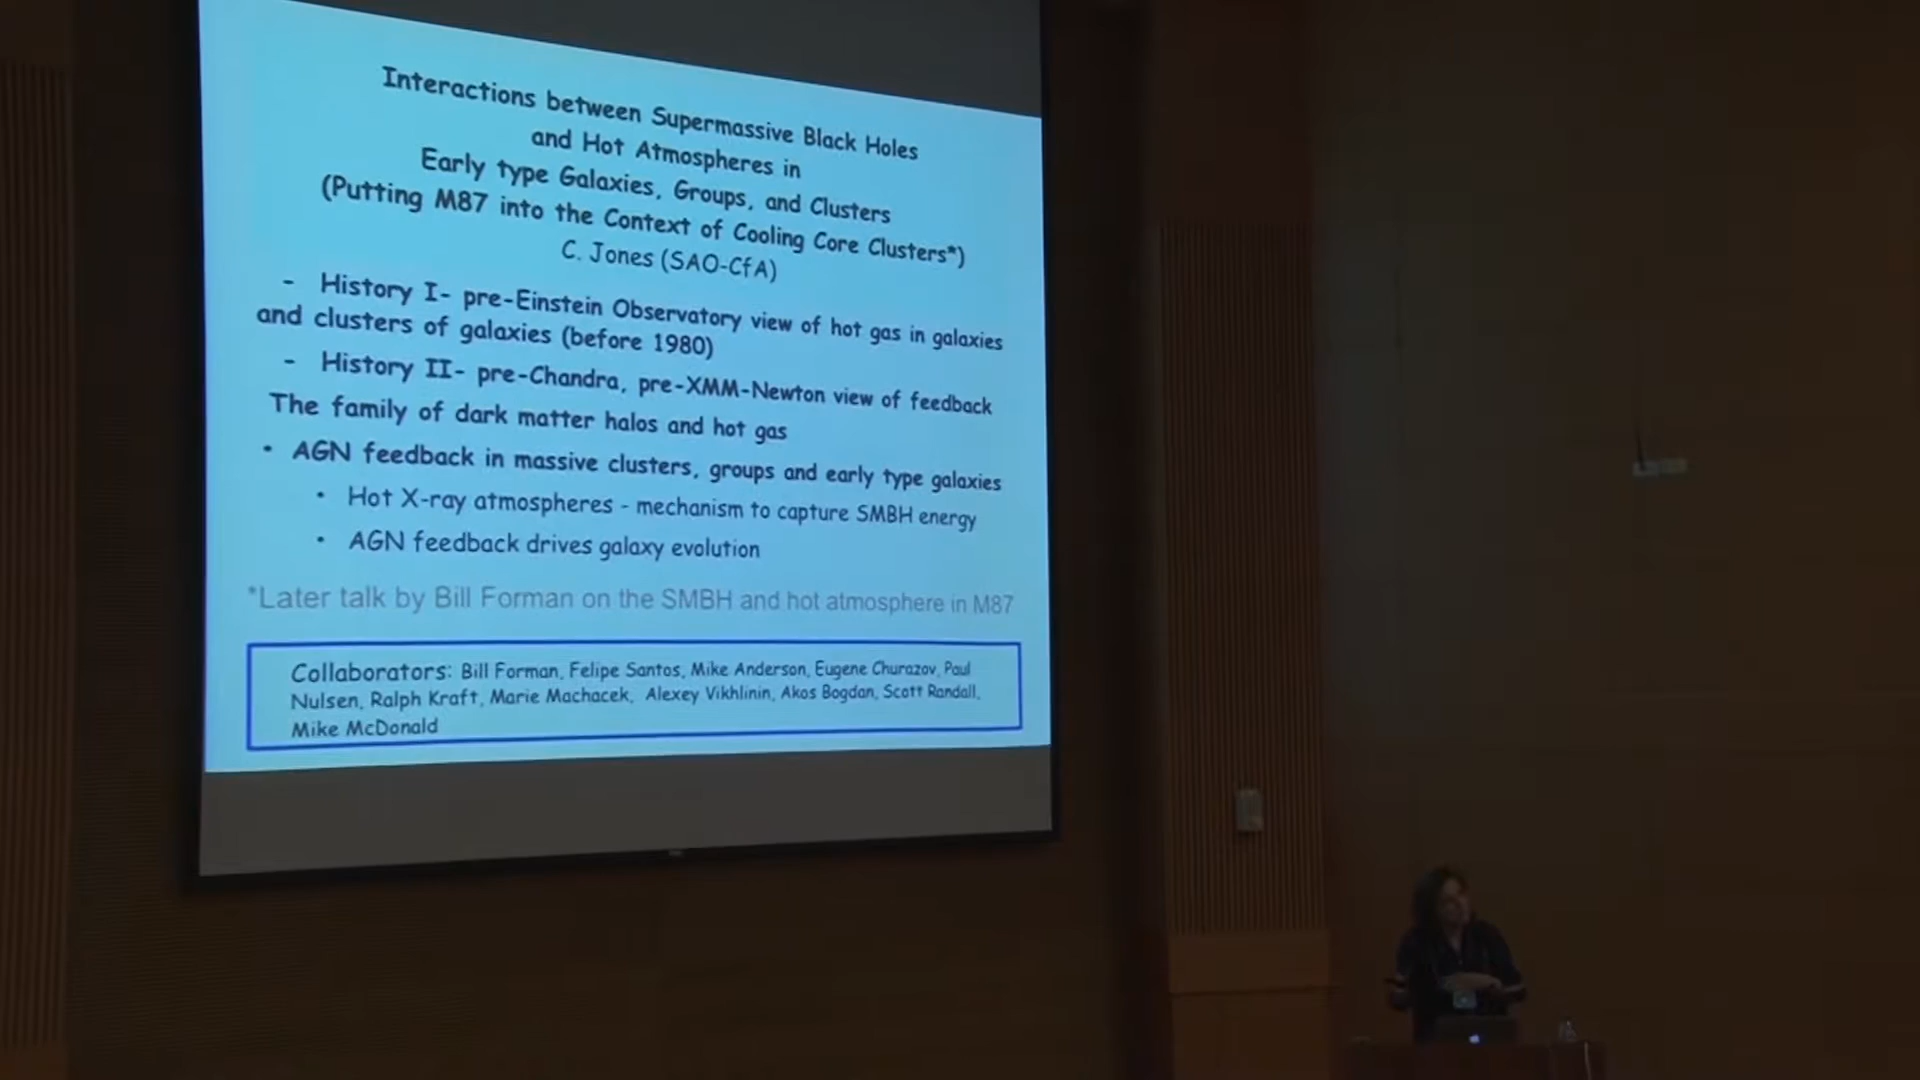 Interactions between Supermassive Black Holes
and Hot Atmospheres in
Early type Galaxies, Groups, and Clusters
(Putting M87 into the Context of Cooling Core Clusters*)
C. Jones (SAO-CfA)
- History I- pre-Einstein Observatory view of hot gas in galaxies
and clusters of galaxies (before 1980)
- History II- pre-Chandra, pre-XMM-Newton view of feedback
The family of dark matter halos and hot gas
• AGN feedback in massive clusters, groups and early type galaxies
• Hot X-ray atmospheres - mechanism to capture SMBH energy
• AGN feedback drives galaxy evolution
*Later talk by Bill Forman on the SMBH and hot atmosphere in M87
Collaborators: Bill Forman, Felipe Santos, Mike Anderson, Eugene Churazov, Paul
Nulsen, Ralph Kraft, Marie Machacek, Alexey Vikhlinin, Akos Bogdan, Scott Randall,
Mike McDonald